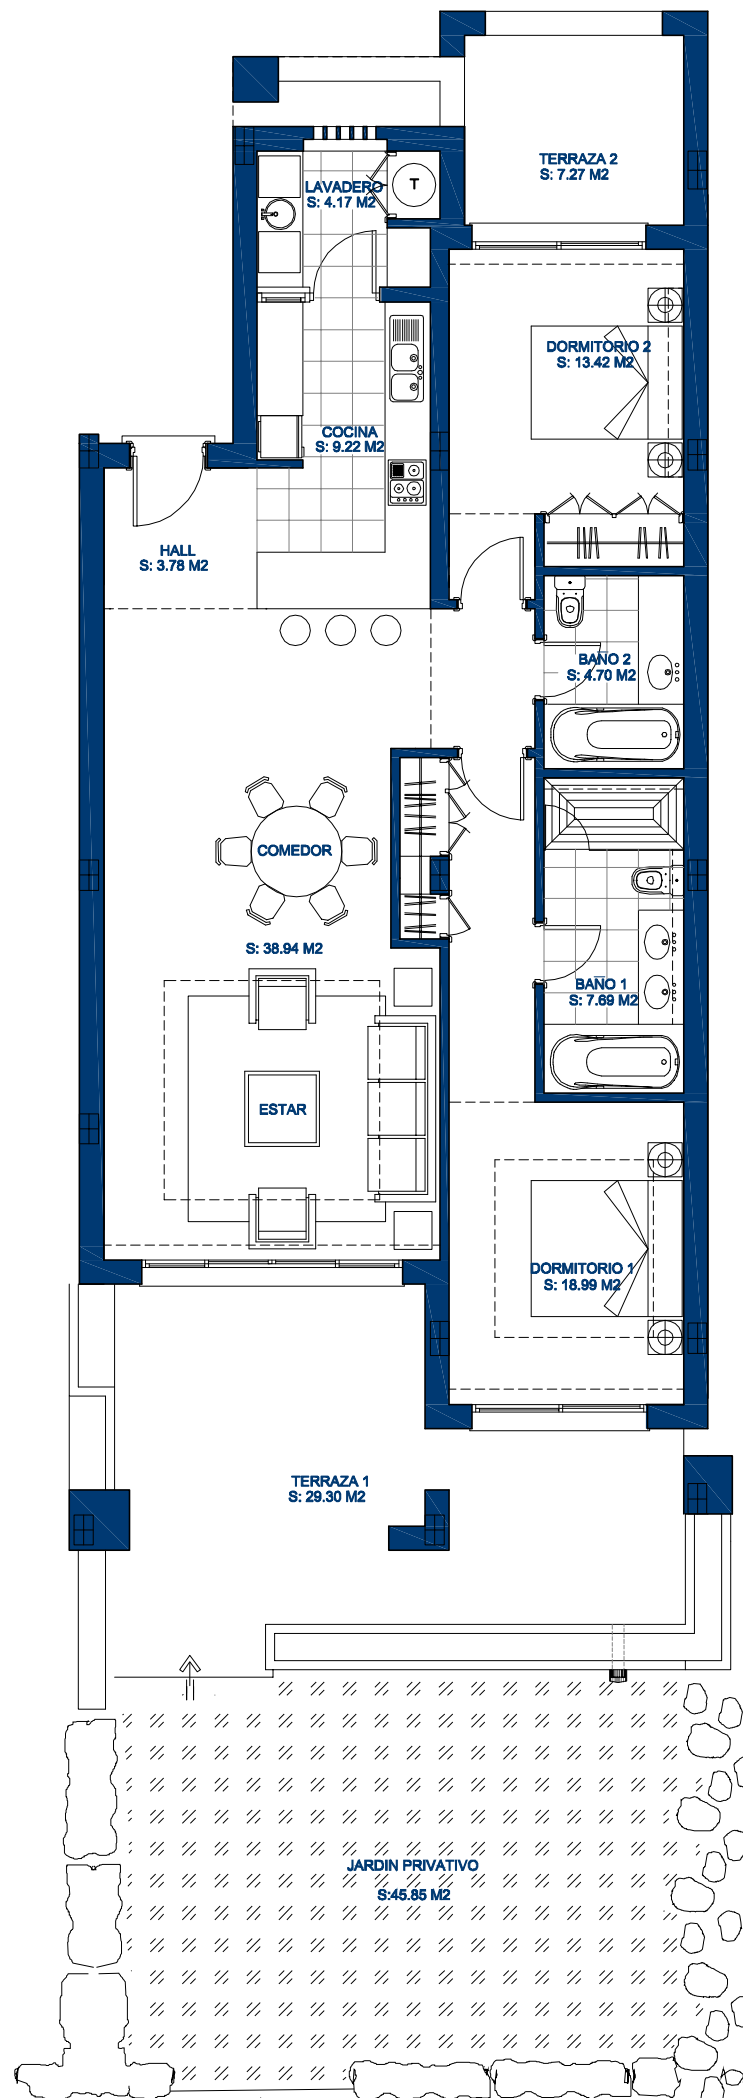 TERRAZA 2
S: 7.27 M2
LAVADERO
S: 4.17 M2
T
DORMITORIO 2
S: 13.42 M2
COCINA
S: 9.22 M2
HALL
S: 3.78 M2
BAÑO 2
S: 4.70 M2
COMEDOR
S: 38.94 M2
BAÑO 1
S: 7.69 M2
ESTAR
DORMITORIO 1
S: 18.99 M2
TERRAZA 1
S: 29.30 M2
JARDIN PRIVATIVO
S:45.85 M2